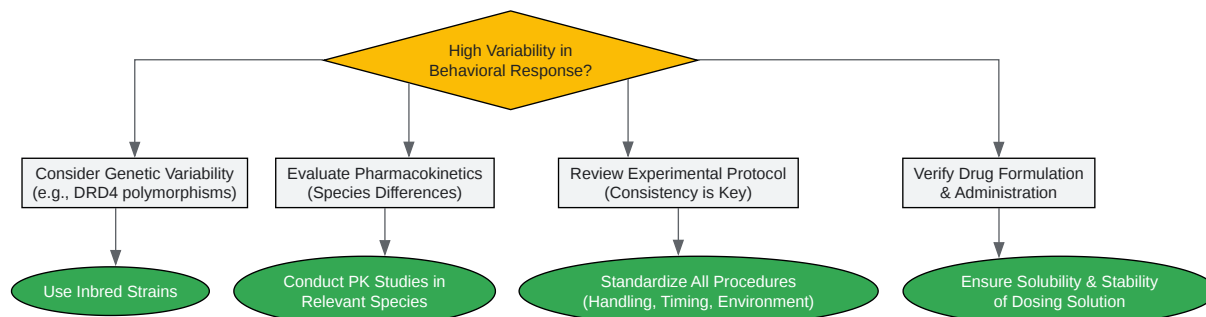 High Variability in
Behavioral Response?
Consider Genetic Variability
(e.g., DRD4 polymorphisms)
Evaluate Pharmacokinetics
(Species Differences)
Review Experimental Protocol
(Consistency is Key)
Verify Drug Formulation
& Administration
Use Inbred Strains
Conduct PK Studies in
Relevant Species
Standardize All Procedures
(Handling, Timing, Environment)
Ensure Solubility & Stability
of Dosing Solution